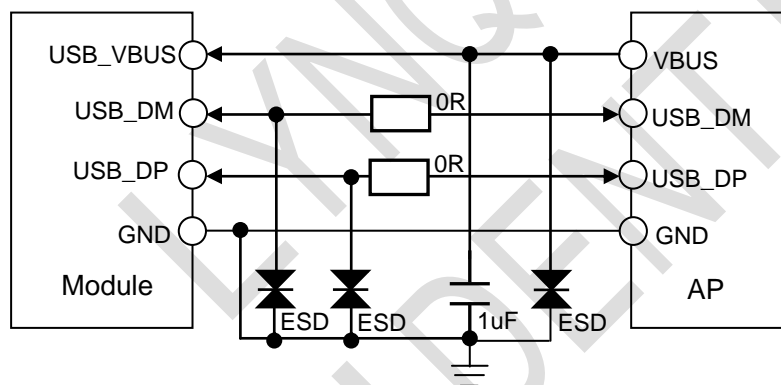 USB_VBUS
VBUS
USB_DM
0R
USB_DM
USB_DP
0R
USB_DP
GND
GND
Module
AP
ESD
ESD
1uF
ESD